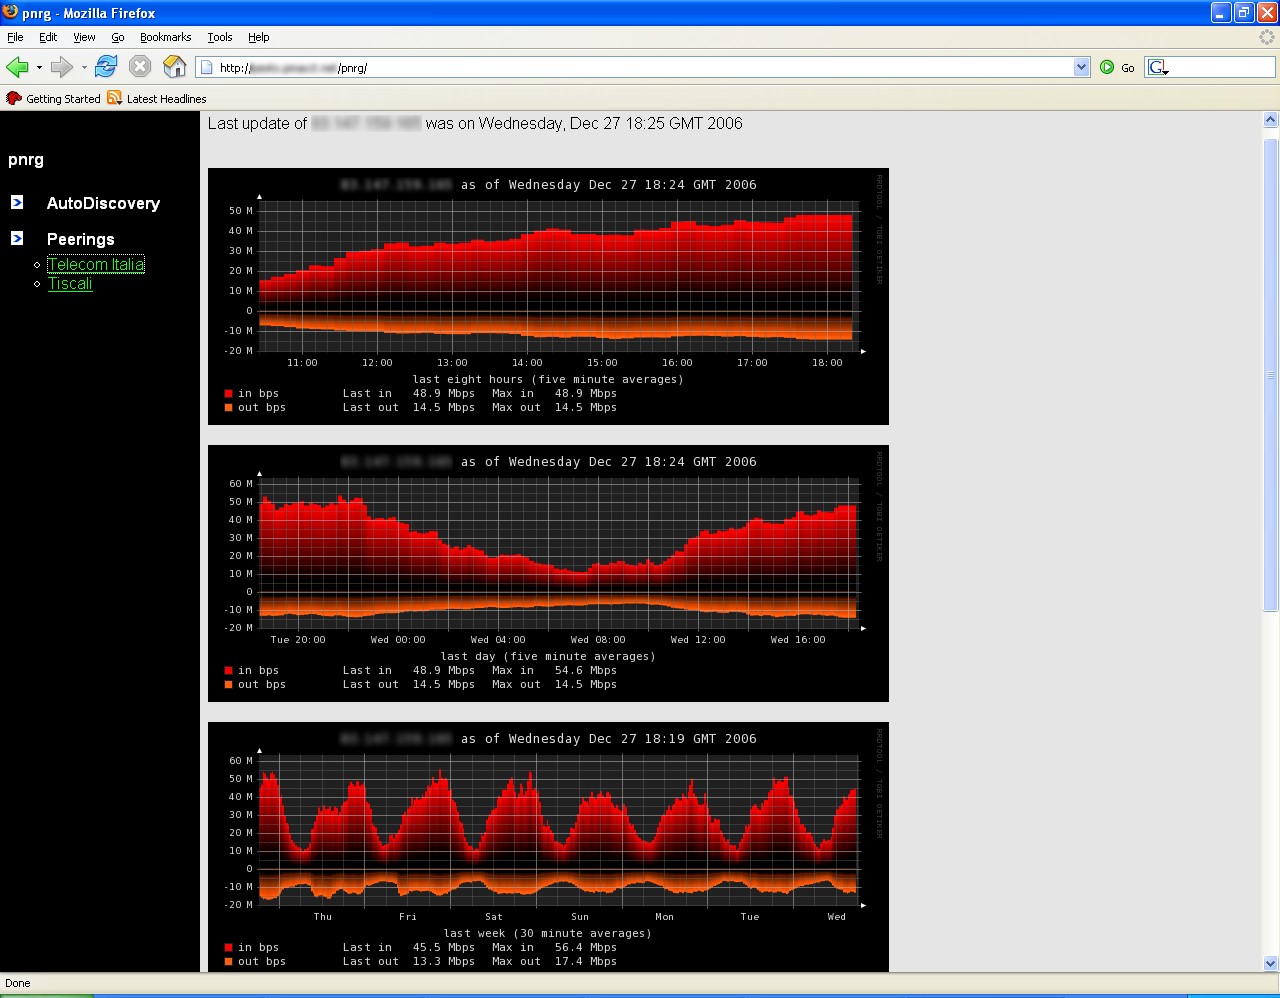 pnrg - Mozilla Firefox
File Edit View Go Bookmarks Tools Help
http:// /pnrg/ Go G
Getting Started Latest Headlines
Last update of was on Wednesday, Dec 27 18:25 GMT 2006
pnrg
AutoDiscovery
Peerings
Telecom Italia
Tiscali
as of Wednesday Dec 27 18:24 GMT 2006
RRDTOOL / TOBI OETIKER
50 M
40 M
30 M
20 M
10 M
0
-10 M
-20 M
11:00 12:00 13:00 14:00 15:00 16:00 17:00 18:00
last eight hours (five minute averages)
in bps Last in 48.9 Mbps Max in 48.9 Mbps
out bps Last out 14.5 Mbps Max out 14.5 Mbps
as of Wednesday Dec 27 18:24 GMT 2006
RRDTOOL / TOBI OETIKER
60 M
50 M
40 M
30 M
20 M
10 M
0
-10 M
-20 M
Tue 20:00 Wed 00:00 Wed 04:00 Wed 08:00 Wed 12:00 Wed 16:00
last day (five minute averages)
in bps Last in 48.9 Mbps Max in 54.6 Mbps
out bps Last out 14.5 Mbps Max out 14.5 Mbps
as of Wednesday Dec 27 18:19 GMT 2006
RRDTOOL / TOBI OETIKER
60 M
50 M
40 M
30 M
20 M
10 M
0
-10 M
-20 M
Thu Fri Sat Sun Mon Tue Wed
last week (30 minute averages)
in bps Last in 45.5 Mbps Max in 56.4 Mbps
out bps Last out 13.3 Mbps Max out 17.4 Mbps
Done